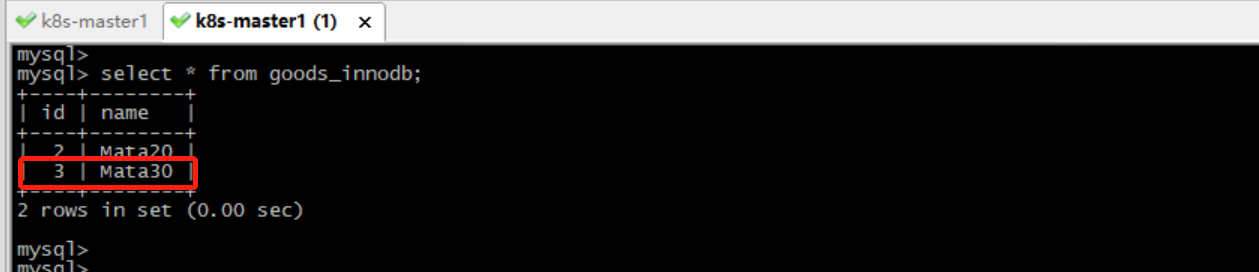 k8s-master1 k8s-master1 (1) ×
mysql>
mysql> select * from goods_innodb;
+----+--------+
| id | name   |
+----+--------+
|  2 | Mata20 |
|  3 | Mata30 |
+----+--------+
2 rows in set (0.00 sec)
mysql>
mysql>